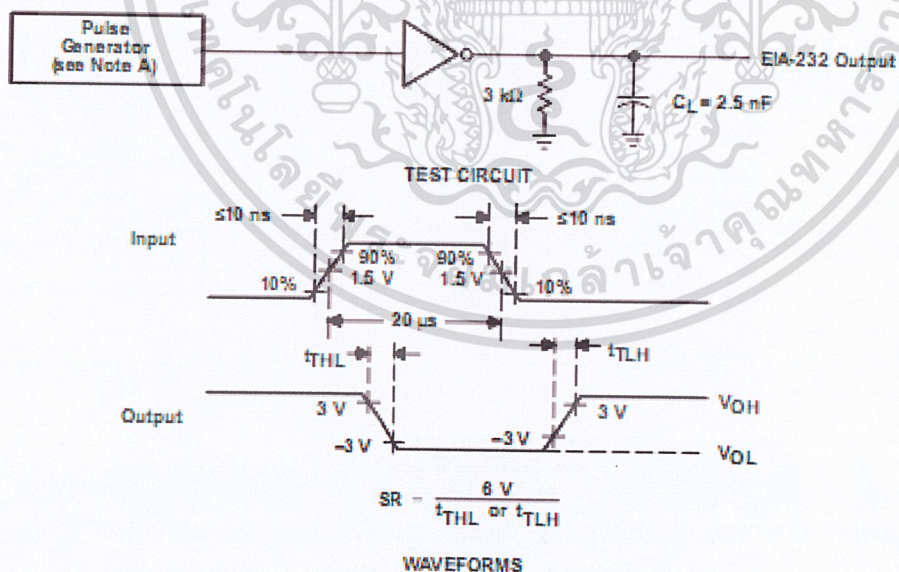 Pulse
Generator
(see Note A)
EIA-232 Output
3 kΩ
CL = 2.5 nF
TEST CIRCUIT
≤10 ns
≤10 ns
Input
90%
90%
1.5 V
1.5 V
10%
10%
20 µs
tTHL
tTLH
Output
3 V
3 V
VOH
–3 V
–3 V
VOL
SR = 6 V
tTHL or tTLH
WAVEFORMS